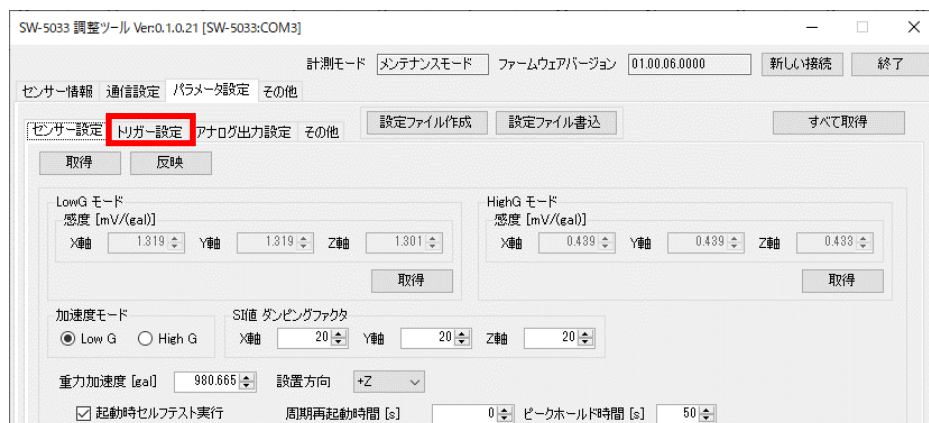 SW-5033 調整ツール Ver:0.1.0.21 [SW-5033:COM3]
計測モード メンテナンスモード ファームウェアバージョン 01.00.06.0000 新しい接続 終了
センサー情報 通信設定 パラメータ設定 その他
センサー設定 トリガー設定 アナログ出力設定 その他 設定ファイル作成 設定ファイル書込 すべて取得
取得 反映
LowG モード HighG モード
感度 [mV/(gal)] 感度 [mV/(gal)]
X軸 1.319 Y軸 1.319 Z軸 1.301 X軸 0.439 Y軸 0.439 Z軸 0.433
取得 取得
加速度モード SI値 ダンピングファクタ
Low G High G X軸 20 Y軸 20 Z軸 20
重力加速度 [gal] 980.665 設置方向 +Z
起動時セルフテスト実行 周期再起動時間 [s] 0 ピークホールド時間 [s] 50